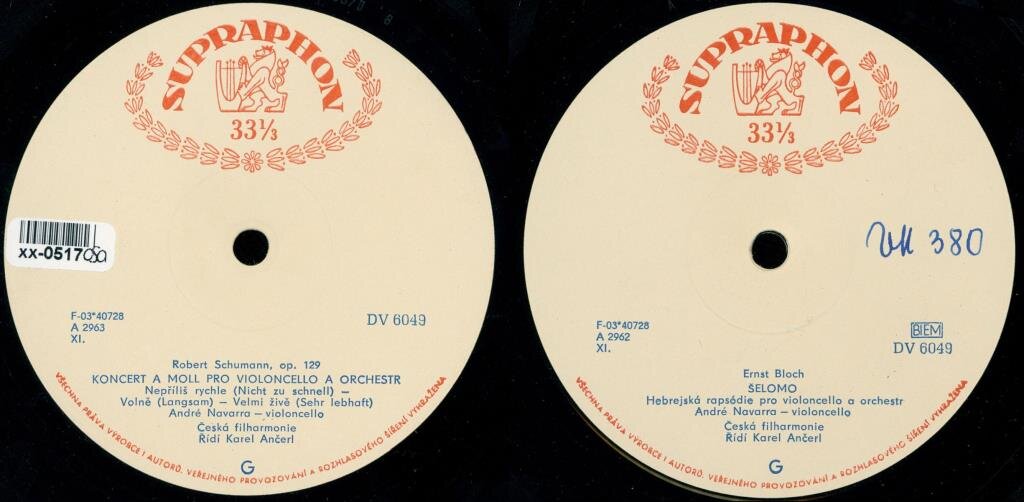 SUPRAPHON
33⅓
xx-0517
F-03*40728
A 2963
XI.
DV 6049
Robert Schumann, op. 129
KONCERT A MOLL PRO VIOLONCELLO A ORCHESTR
Nepříliš rychle (Nicht zu schnell) –
Volně (Langsam) – Velmi živě (Sehr lebhaft)
André Navarra – violoncello
Česká filharmonie
Řídí Karel Ančerl
G
VŠECHNA PRÁVA VÝROBCE I AUTORŮ, VEŘEJNÉHO PROVOZOVÁNÍ A ROZHLASOVÉHO ŠÍŘENÍ VYHRAŽENA
SUPRAPHON
33⅓
380
F-03*40728
A 2962
XI.
BIEM
DV 6049
Ernst Bloch
ŠELOMO
Hebrejská rapsódie pro violoncello a orchestr
André Navarra – violoncello
Česká filharmonie
Řídí Karel Ančerl
G
VŠECHNA PRÁVA VÝROBCE I AUTORŮ, VEŘEJNÉHO PROVOZOVÁNÍ A ROZHLASOVÉHO ŠÍŘENÍ VYHRAŽENA